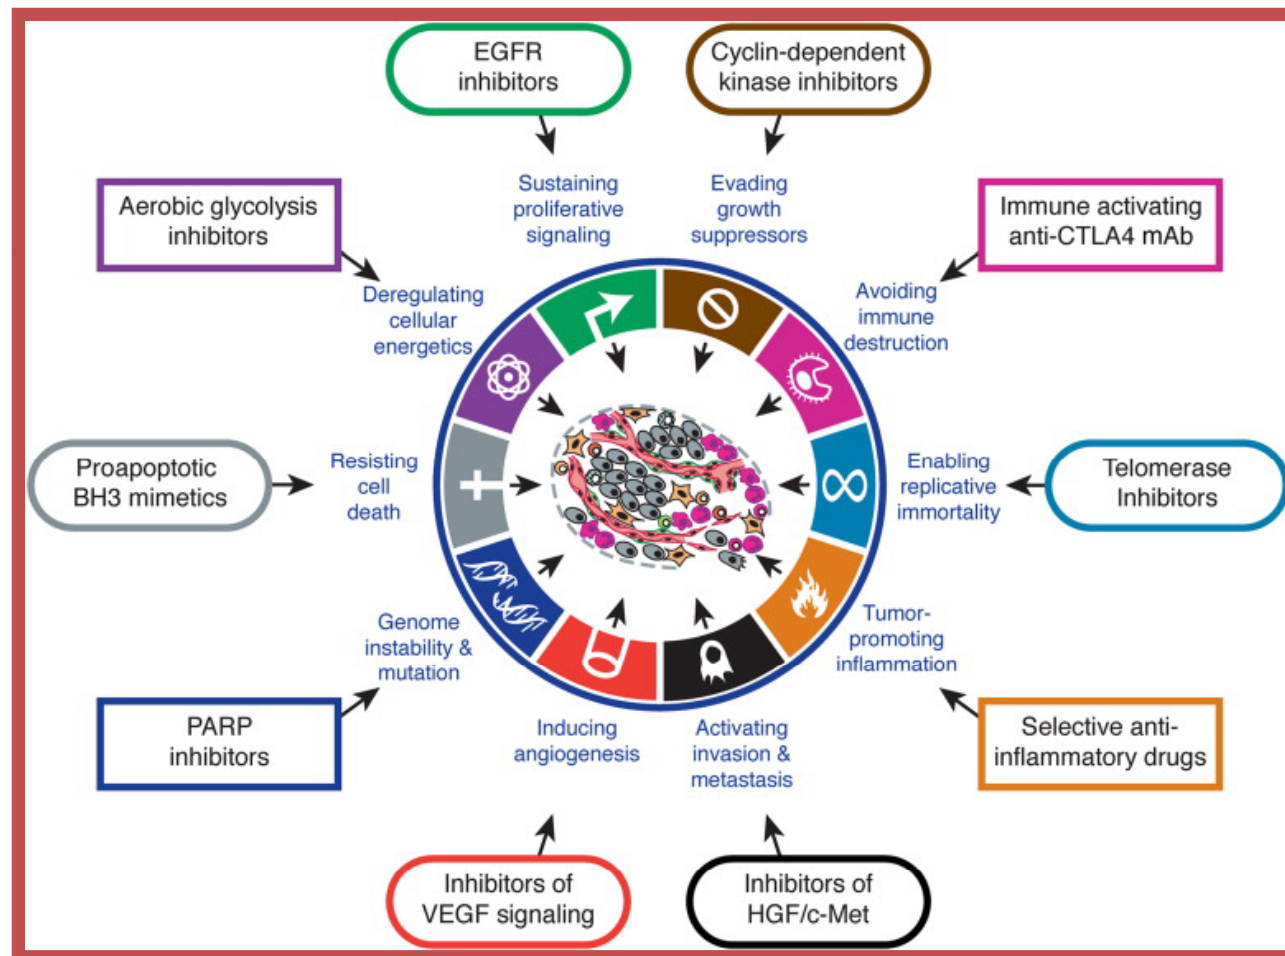 EGFR
inhibitors
Cyclin-dependent
kinase inhibitors
Sustaining
proliferative
signaling
Evading
growth
suppressors
Aerobic glycolysis
inhibitors
Immune activating
anti-CTLA4 mAb
Deregulating
cellular
energetics
Avoiding
immune
destruction
Proapoptotic
BH3 mimetics
Resisting
cell
death
Enabling
replicative
immortality
Telomerase
Inhibitors
Genome
instability &
mutation
Tumor-
promoting
inflammation
PARP
inhibitors
Inducing
angiogenesis
Activating
invasion &
metastasis
Selective anti-
inflammatory drugs
Inhibitors of
VEGF signaling
Inhibitors of
HGF/c-Met